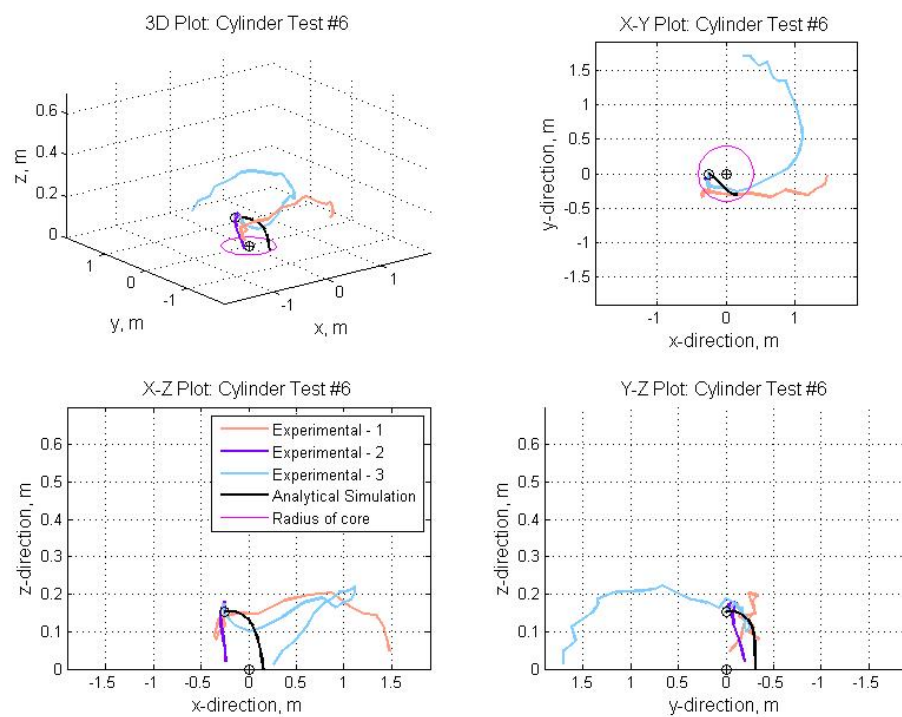 3D Plot: Cylinder Test #6
0.6
0.4
0.2
0
z, m
1
0
-1
y, m
-1
0
1
x, m
X-Y Plot: Cylinder Test #6
1.5
1
0.5
0
-0.5
-1
-1.5
y-direction, m
-1 0 1
x-direction, m
X-Z Plot: Cylinder Test #6
Experimental - 1
Experimental - 2
Experimental - 3
Analytical Simulation
Radius of core
0.6
0.5
0.4
0.3
0.2
0.1
0
z-direction, m
-1.5 -1 -0.5 0 0.5 1 1.5
x-direction, m
Y-Z Plot: Cylinder Test #6
0.6
0.5
0.4
0.3
0.2
0.1
0
z-direction, m
1.5 1 0.5 0 -0.5 -1 -1.5
y-direction, m